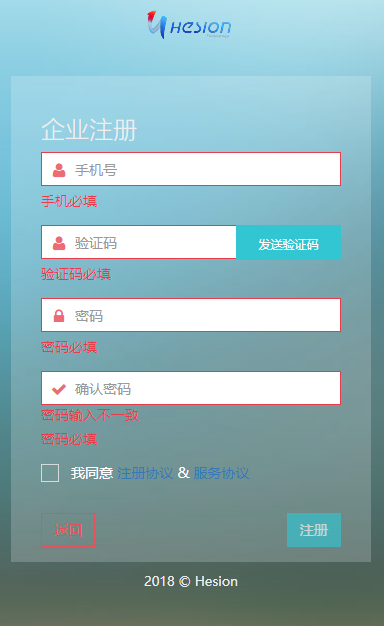 Hesion
企业注册
手机号
手机必填
验证码 发送验证码
验证码必填
密码
密码必填
确认密码
密码输入不一致
密码必填
我同意 注册协议 & 服务协议
返回 注册
2018 © Hesion